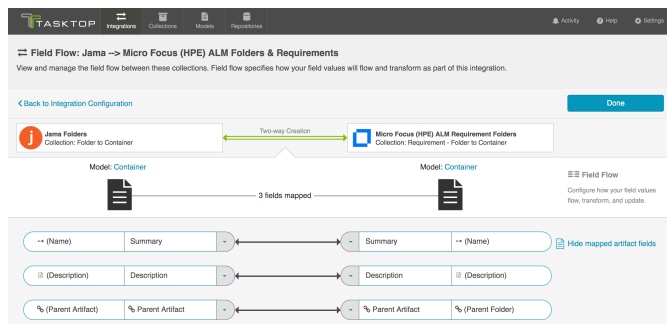 TASKTOP
Integrations
Collections
Models
Repositories
Activity
Help
Settings
Field Flow: Jama --> Micro Focus (HPE) ALM Folders & Requirements
View and manage the field flow between these collections. Field flow specifies how your field values will flow and transform as part of this integration.
Back to Integration Configuration
Done
Jama Folders
Collection: Folder to Container
Two-way Creation
Micro Focus (HPE) ALM Requirement Folders
Collection: Requirement - Folder to Container
Model: Container
Model: Container
3 fields mapped
Field Flow
Configure how your field values
flow, transform, and update.
(Name) Summary Summary (Name)
Hide mapped artifact fields
(Description) Description Description (Description)
(Parent Artifact) Parent Artifact Parent Artifact (Parent Folder)